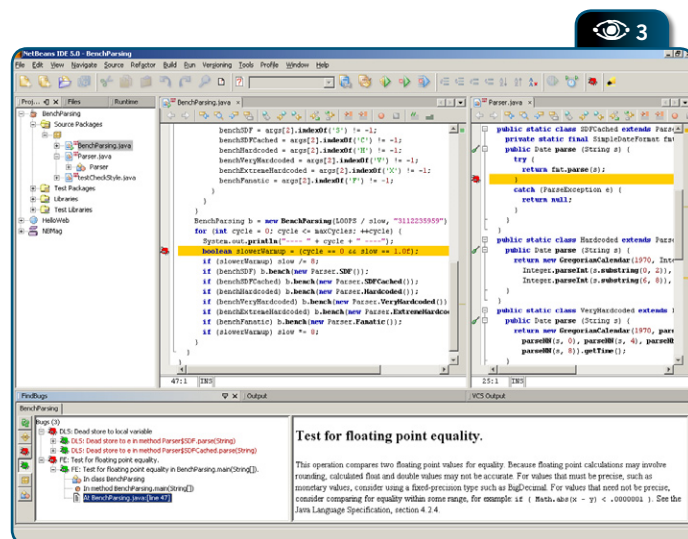 3
NetBeans IDE 5.0 - BenchParsing
File Edit View Navigate Source Refactor Build Run Versioning Tools Profile Window Help
Proj... Files Runtime
BenchParsing
Source Packages
BenchParsing.java
Parser.java
Parser
testCheckStyle.java
Test Packages
Libraries
Test Libraries
HelloWeb
NBMag
BenchParsing.java
benchSDF = args[2].indexOf('S') != -1;
benchSDFCached = args[2].indexOf('C') != -1;
benchHardcoded = args[2].indexOf('H') != -1;
benchVeryHardcoded = args[2].indexOf('V') != -1;
benchExtremeHardcoded = args[2].indexOf('X') != -1;
benchFanatic = args[2].indexOf('F') != -1;
}
}
}
BenchParsing b = new BenchParsing(LOOPS / slow, "3112235959")
for (int cycle = 0; cycle <= maxCycles; ++cycle) {
System.out.println("---- " + cycle + " ----");
boolean slowerWarmup = (cycle == 0 && slow == 1.0f);
if (slowerWarmup) slow /= 8;
if (benchSDF) b.bench(new Parser.SDF());
if (benchSDFCached) b.bench(new Parser.SDFCached());
if (benchHardcoded) b.bench(new Parser.Hardcoded());
if (benchVeryHardcoded) b.bench(new Parser.VeryHardcoded())
if (benchExtremeHardcoded) b.bench(new Parser.ExtremeHardco
if (benchFanatic) b.bench(new Parser.Fanatic());
if (slowerWarmup) slow *= 8;
}
}
}
47:1 INS
Parser.java
public static class SDFCached extends Parse
private static final SimpleDateFormat fmt
public Date parse (String s) {
try {
return fmt.parse(s);
}
catch (ParseException e) {
return null;
}
}
}
public static class Hardcoded extends Parse
public Date parse (String s) {
return new GregorianCalendar(1970, Inte
Integer.parseInt(s.substring(0, 2)),
Integer.parseInt(s.substring(6, 8)),
}
}
public static class VeryHardcoded extends P
public Date parse (String s) {
return new GregorianCalendar(1970, pars
parseNN(s, 0), parseNN(s, 4), parseNN
parseNN(s, 8)).getTime();
}
}
25:1 INS
FindBugs Output VCS Output
BenchParsing
Bugs (3)
DLS: Dead store to local variable
DLS: Dead store to e in method Parser$SDF.parse(String)
DLS: Dead store to e in method Parser$SDFCached.parse(String)
FE: Test for floating point equality.
FE: Test for floating point equality in BenchParsing.main(String[]).
In class BenchParsing
In method BenchParsing.main(String[])
At BenchParsing.java:[line 47]
Test for floating point equality.
This operation compares two floating point values for equality. Because floating point calculations may involve
rounding, calculated float and double values may not be accurate. For values that must be precise, such as
monetary values, consider using a fixed-precision type such as BigDecimal. For values that need not be precise,
consider comparing for equality within some range, for example: if ( Math.abs(x - y) < .0000001 ). See the
Java Language Specification, section 4.2.4.